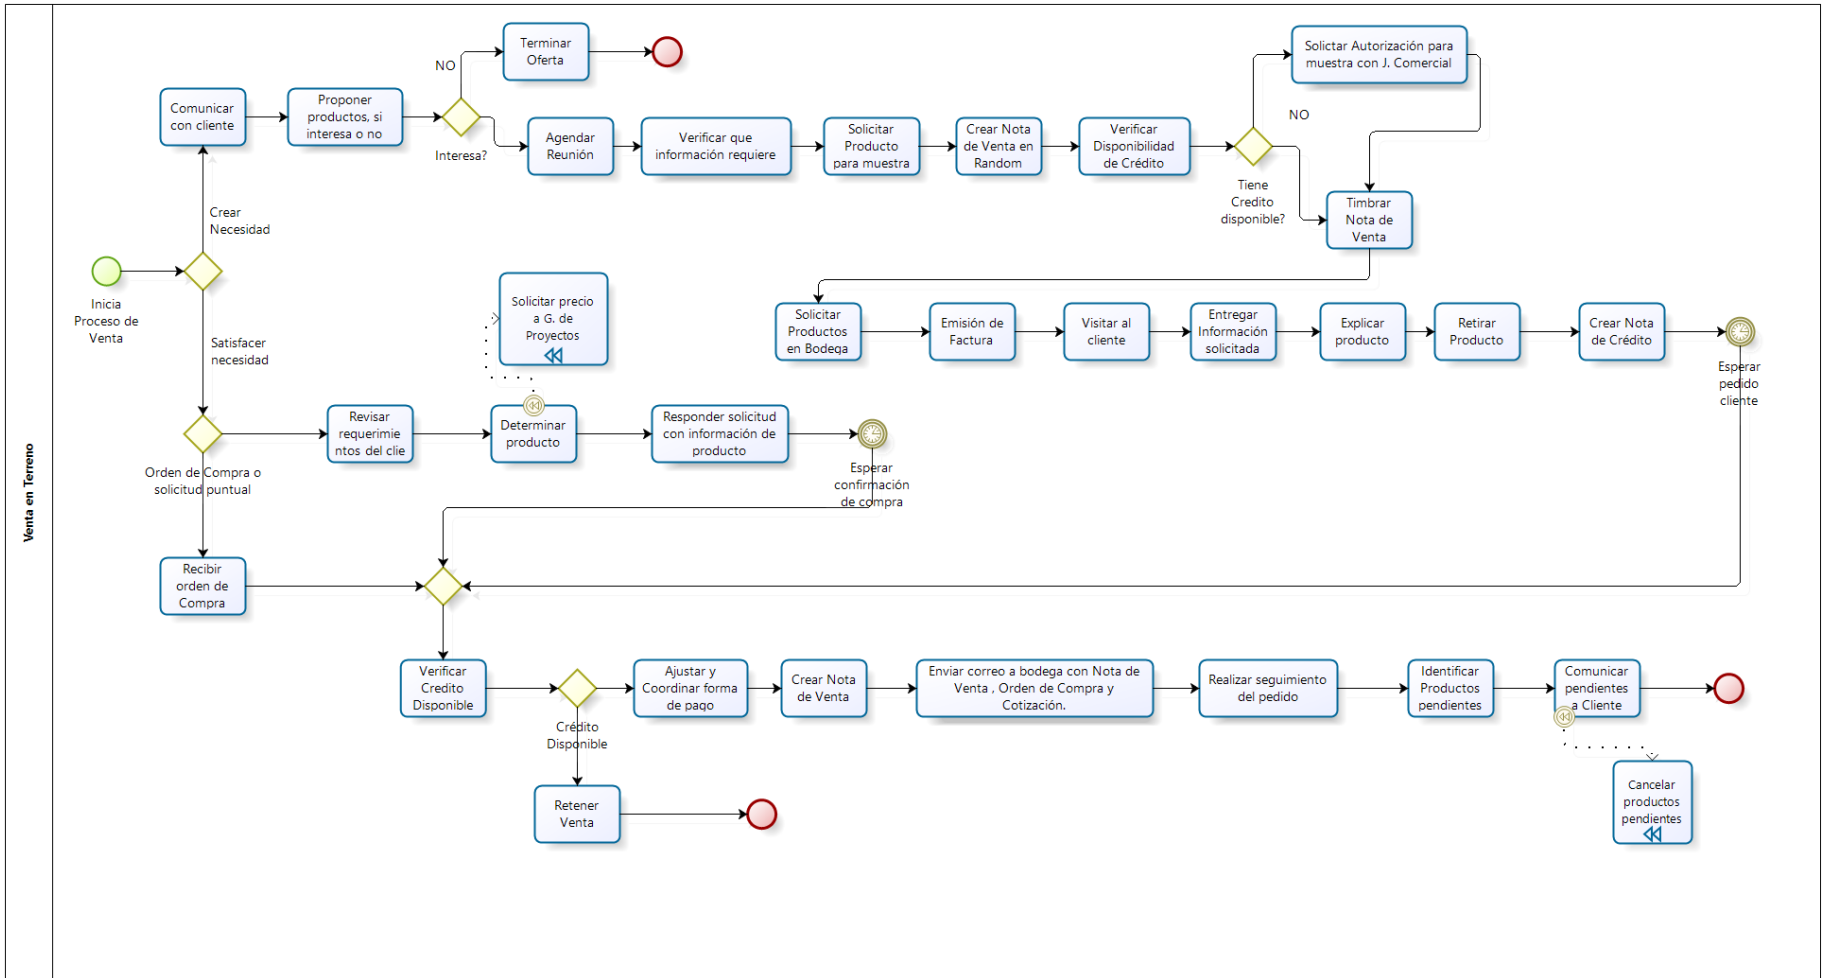 Venta en Terreno
Terminar
Oferta
NO
Solictar Autorización para
muestra con J. Comercial
NO
Comunicar
con cliente
Proponer
productos, si
interesa o no
Interesa?
Agendar
Reunión
Verificar que
información requiere
Solicitar
Producto
para muestra
Crear Nota
de Venta en
Random
Verificar
Disponibilidad
de Crédito
Tiene
Credito
disponible?
Timbrar
Nota de
Venta
Crear
Necesidad
Inicia
Proceso de
Venta
Satisfacer
necesidad
Solicitar precio
a G. de
Proyectos
Solicitar
Productos
en Bodega
Emisión de
Factura
Visitar al
cliente
Entregar
Información
solicitada
Explicar
producto
Retirar
Producto
Crear Nota
de Crédito
Esperar
pedido
cliente
Orden de Compra o
solicitud puntual
Revisar
requerimie
ntos del clie
Determinar
producto
Responder solicitud
con información de
producto
Esperar
confirmación
de compra
Recibir
orden de
Compra
Verificar
Credito
Disponible
Crédito
Disponible
Ajustar y
Coordinar forma
de pago
Crear Nota
de Venta
Enviar correo a bodega con Nota de
Venta , Orden de Compra y
Cotización.
Realizar seguimiento
del pedido
Identificar
Productos
pendientes
Comunicar
pendientes
a Cliente
Retener
Venta
Cancelar
productos
pendientes